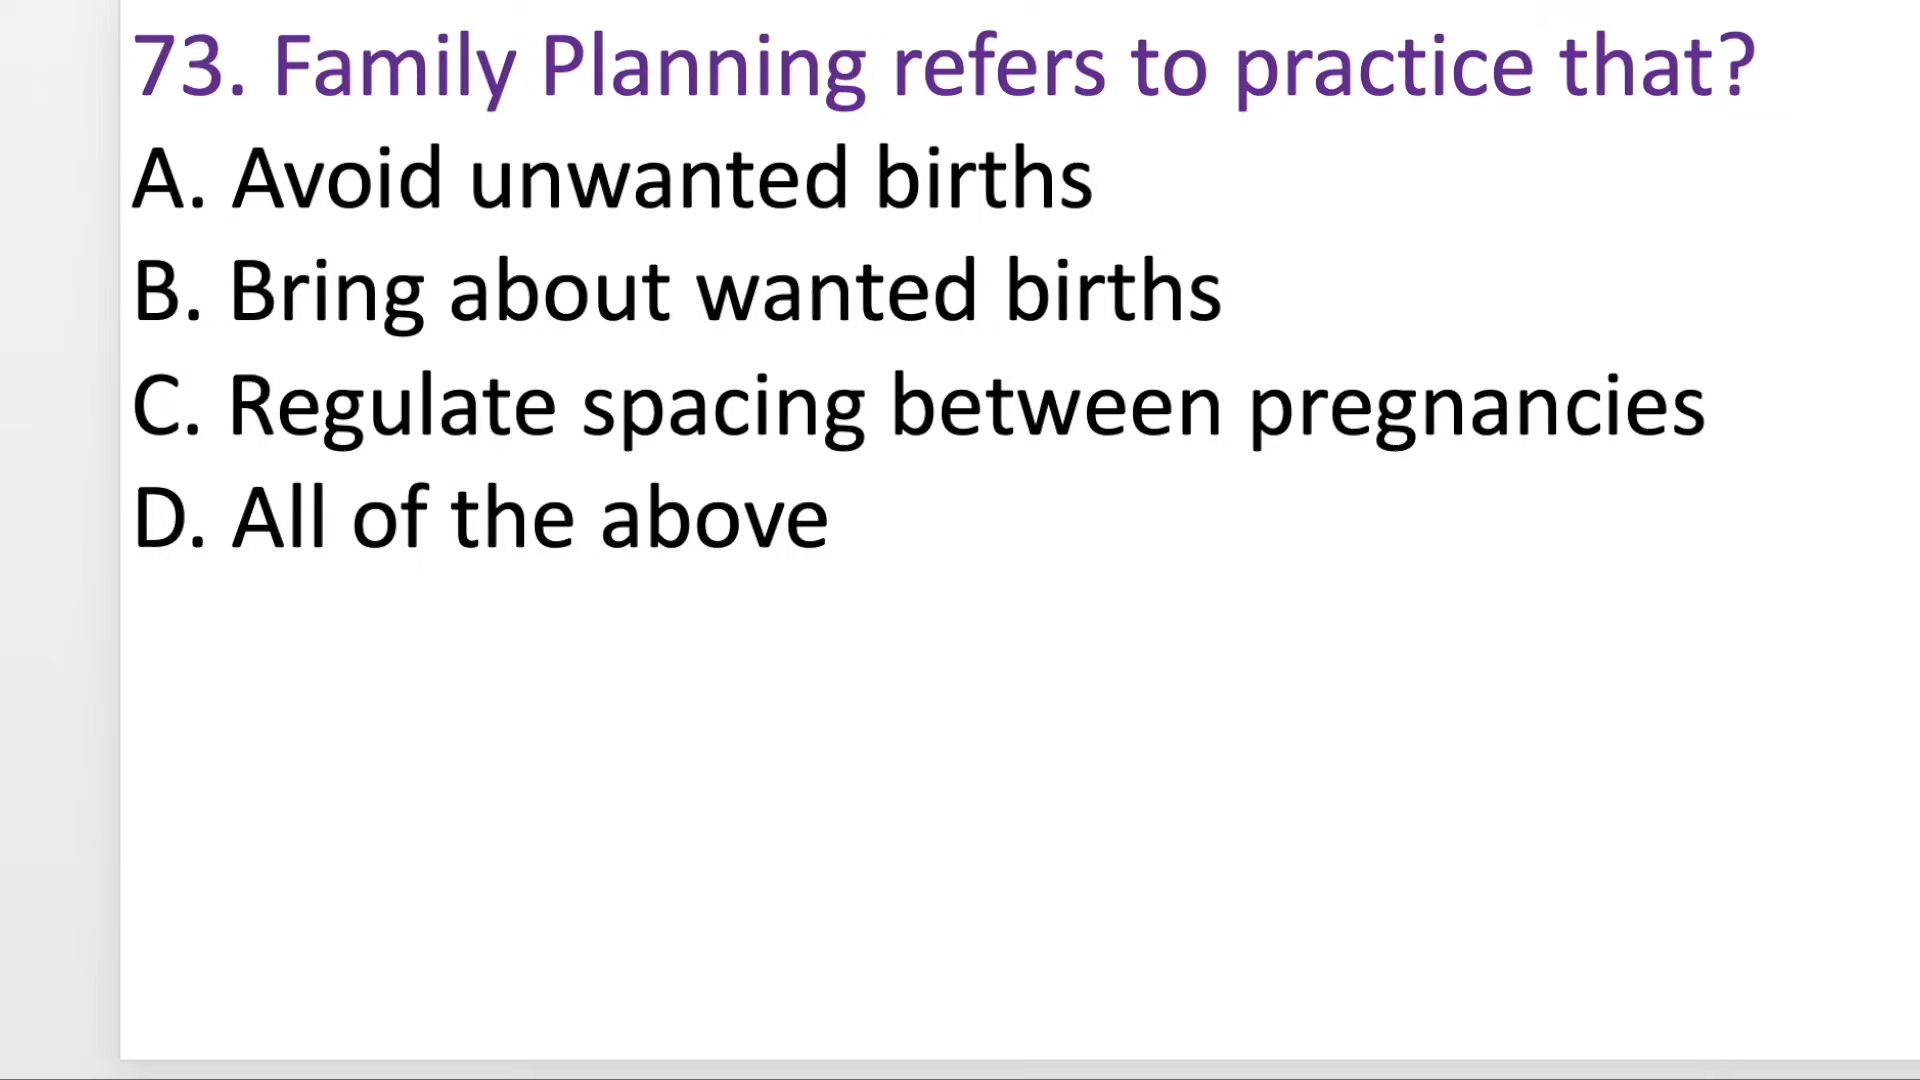 73. Family Planning refers to practice that?
A. Avoid unwanted births
B. Bring about wanted births
C. Regulate spacing between pregnancies
D. All of the above